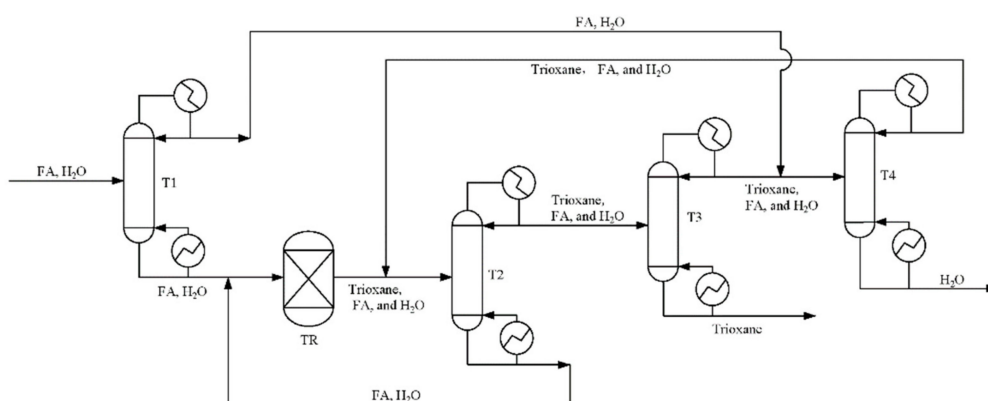 FA, H₂O
Trioxane, FA, and H₂O
FA, H₂O
T1
T4
Trioxane,
FA, and H₂O
T3
Trioxane,
FA, and H₂O
T2
FA, H₂O
Trioxane,
FA, and H₂O
H₂O
TR
Trioxane
FA, H₂O